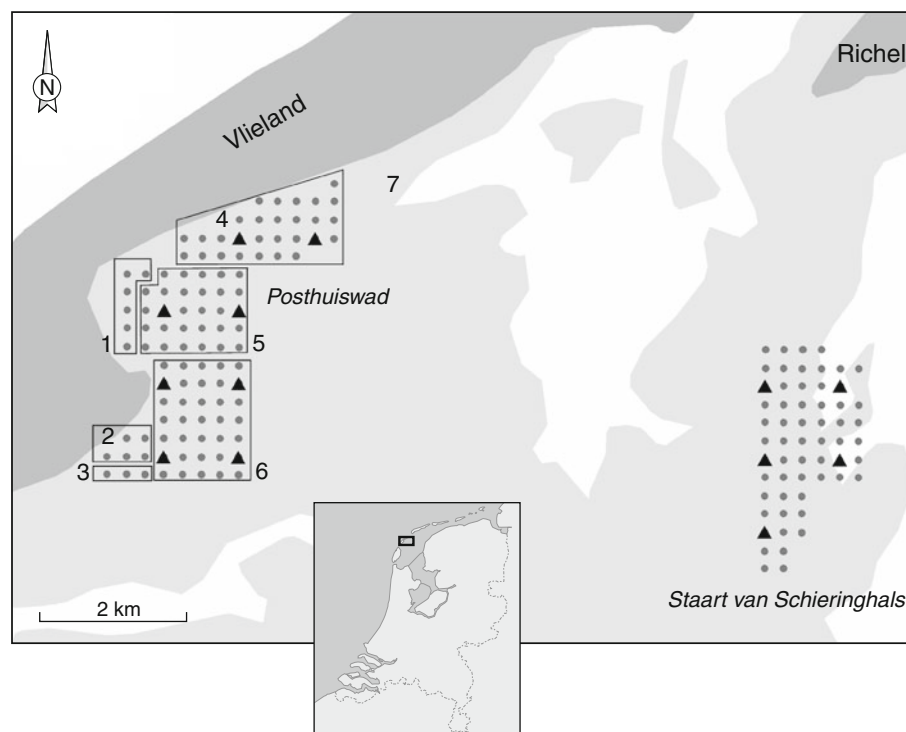 Richel
N
Vlieland
7
4
Posthuiswad
1
5
2
3
6
2 km
Staart van Schieringhals